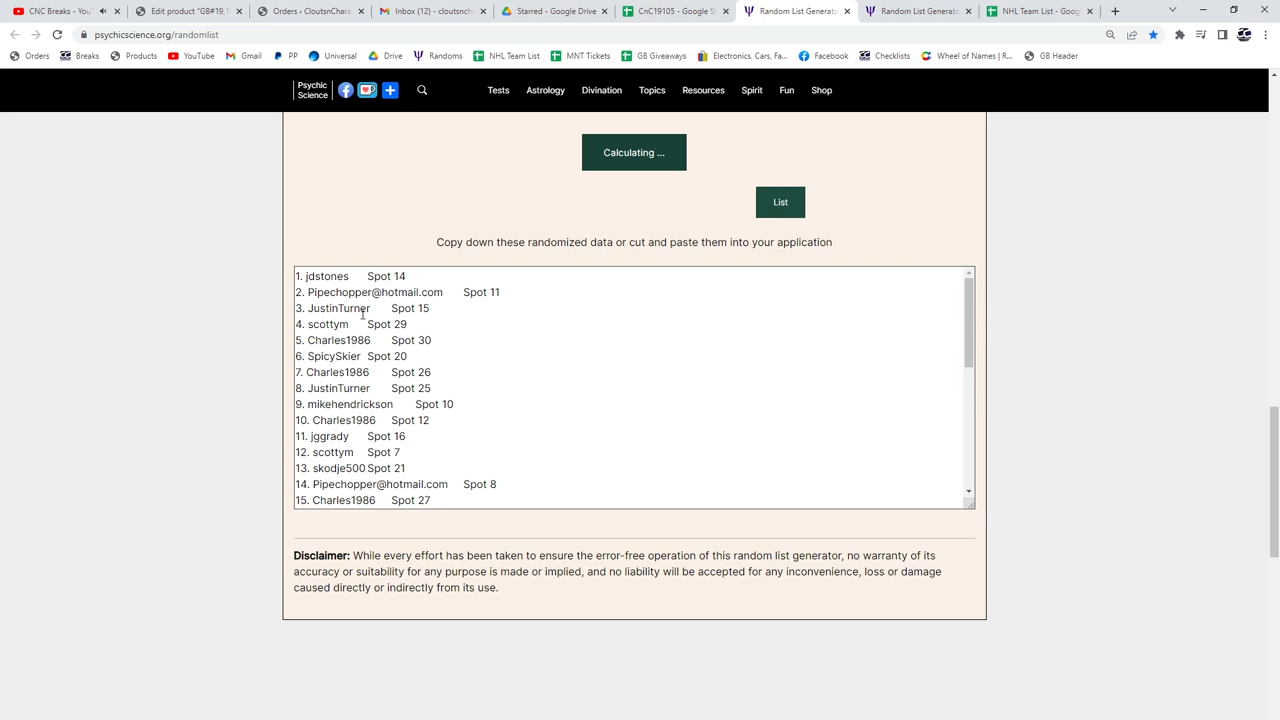 CNC Breaks - Yo
Edit product "GB#19,1
Orders ‹ CloutsnChara
Inbox (12) - cloutsnch
Starred - Google Drive
CnC19105 - Google Sh
Random List Generato
Random List Generato
NHL Team List - Goog
psychicscience.org/randomlist
Orders
Breaks
Products
YouTube
Gmail
PP
Universal
Drive
Randoms
NHL Team List
MNT Tickets
GB Giveaways
Electronics, Cars, Fa...
Facebook
Checklists
Wheel of Names | R...
GB Header
Psychic
Science
Tests
Astrology
Divination
Topics
Resources
Spirit
Fun
Shop
Calculating ...
List
Copy down these randomized data or cut and paste them into your application
1. jdstones Spot 14
2. Pipechopper@hotmail.com Spot 11
3. JustinTurner Spot 15
4. scottym Spot 29
5. Charles1986 Spot 30
6. SpicySkier Spot 20
7. Charles1986 Spot 26
8. JustinTurner Spot 25
9. mikehendrickson Spot 10
10. Charles1986 Spot 12
11. jggrady Spot 16
12. scottym Spot 7
13. skodje500 Spot 21
14. Pipechopper@hotmail.com Spot 8
15. Charles1986 Spot 27
Disclaimer: While every effort has been taken to ensure the error-free operation of this random list generator, no warranty of its
accuracy or suitability for any purpose is made or implied, and no liability will be accepted for any inconvenience, loss or damage
caused directly or indirectly from its use.